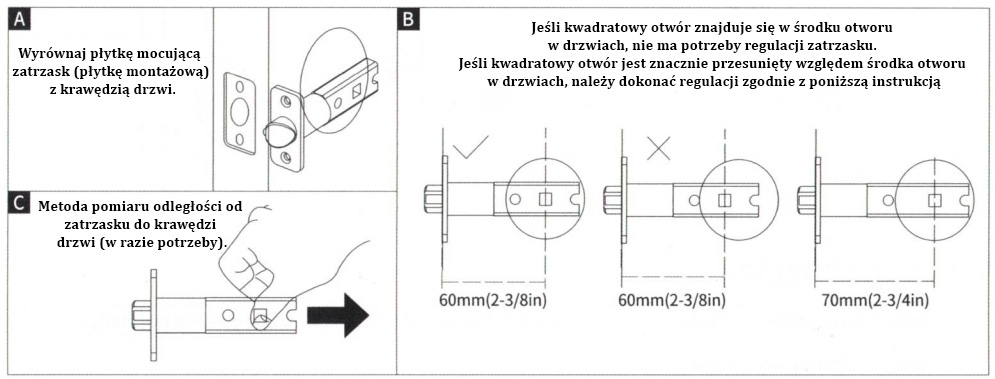 A
Wyrównaj płytkę mocującą
zatrzask (płytkę montażową)
z krawędzią drzwi.
B
Jeśli kwadratowy otwór znajduje się w środku otworu
w drzwiach, nie ma potrzeby regulacji zatrzasku.
Jeśli kwadratowy otwór jest znacznie przesunięty względem środka otworu
w drzwiach, należy dokonać regulacji zgodnie z poniższą instrukcją
60mm(2-3/8in)
60mm(2-3/8in)
70mm(2-3/4in)
C
Metoda pomiaru odległości od
zatrzasku do krawędzi
drzwi (w razie potrzeby).